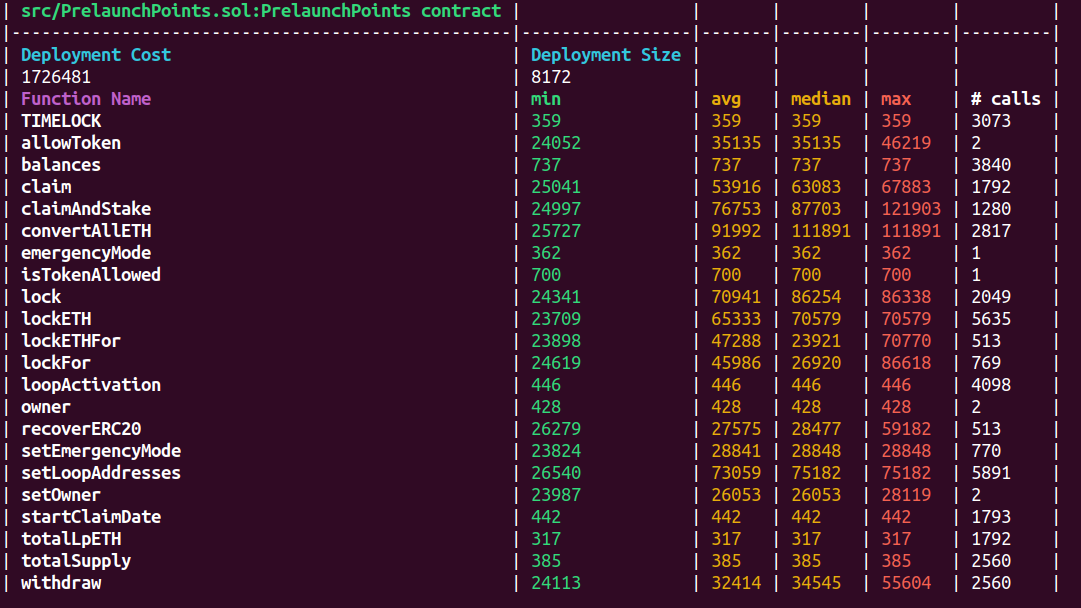 | src/PrelaunchPoints.sol:PrelaunchPoints contract | | | | | |
|--------------------------------------------------|-----------------|-------|--------|--------|---------|
| Deployment Cost | Deployment Size | | | | |
| 1726481 | 8172 | | | | |
| Function Name | min | avg | median | max | # calls |
| TIMELOCK | 359 | 359 | 359 | 359 | 3073 |
| allowToken | 24052 | 35135 | 35135 | 46219 | 2 |
| balances | 737 | 737 | 737 | 737 | 3840 |
| claim | 25041 | 53916 | 63083 | 67883 | 1792 |
| claimAndStake | 24997 | 76753 | 87703 | 121903 | 1280 |
| convertAllETH | 25727 | 91992 | 111891 | 111891 | 2817 |
| emergencyMode | 362 | 362 | 362 | 362 | 1 |
| isTokenAllowed | 700 | 700 | 700 | 700 | 1 |
| lock | 24341 | 70941 | 86254 | 86338 | 2049 |
| lockETH | 23709 | 65333 | 70579 | 70579 | 5635 |
| lockETHFor | 23898 | 47288 | 23921 | 70770 | 513 |
| lockFor | 24619 | 45986 | 26920 | 86618 | 769 |
| loopActivation | 446 | 446 | 446 | 446 | 4098 |
| owner | 428 | 428 | 428 | 428 | 2 |
| recoverERC20 | 26279 | 27575 | 28477 | 59182 | 513 |
| setEmergencyMode | 23824 | 28841 | 28848 | 28848 | 770 |
| setLoopAddresses | 26540 | 73059 | 75182 | 75182 | 5891 |
| setOwner | 23987 | 26053 | 26053 | 28119 | 2 |
| startClaimDate | 442 | 442 | 442 | 442 | 1793 |
| totalLpETH | 317 | 317 | 317 | 317 | 1792 |
| totalSupply | 385 | 385 | 385 | 385 | 2560 |
| withdraw | 24113 | 32414 | 34545 | 55604 | 2560 |